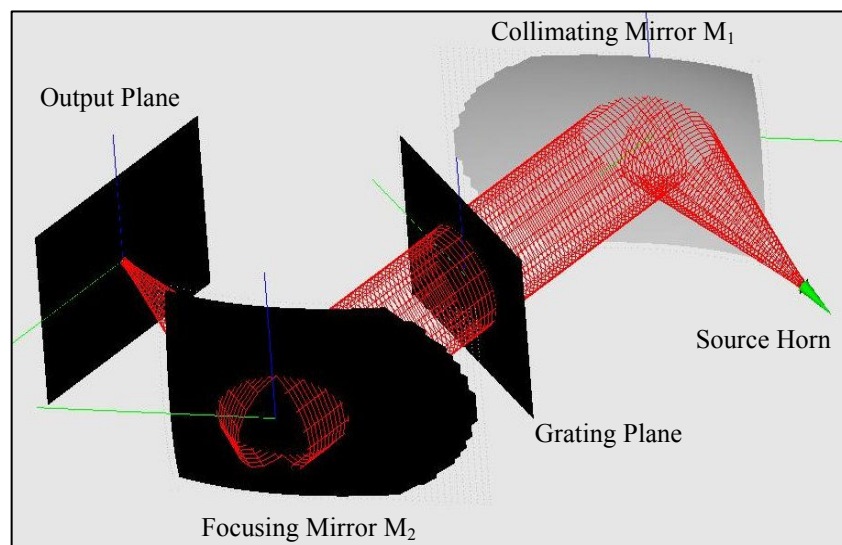 Collimating Mirror M₁
Output Plane
Source Horn
Grating Plane
Focusing Mirror M₂